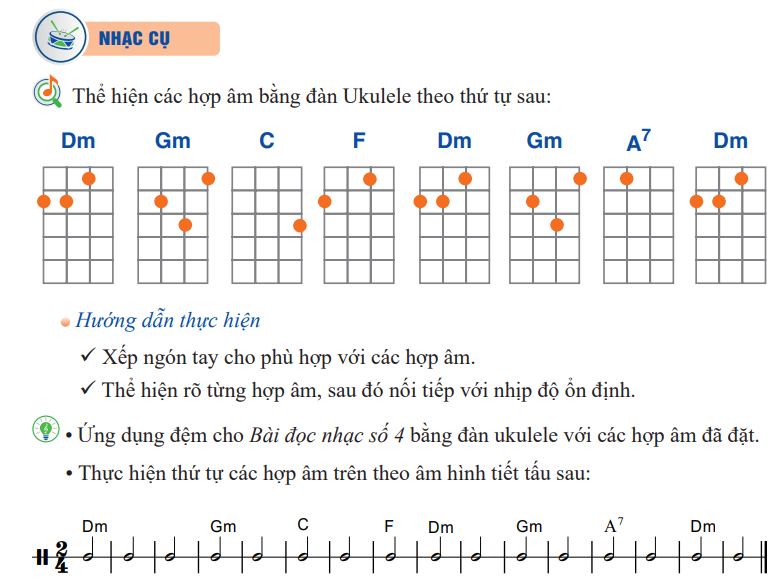 NHẠC CỤ
Thể hiện các hợp âm bằng đàn Ukulele theo thứ tự sau:
Dm Gm C F Dm Gm A7 Dm
Hướng dẫn thực hiện
✓ Xếp ngón tay cho phù hợp với các hợp âm.
✓ Thể hiện rõ từng hợp âm, sau đó nối tiếp với nhịp độ ổn định.
• Ứng dụng đệm cho Bài đọc nhạc số 4 bằng đàn ukulele với các hợp âm đã đặt.
• Thực hiện thứ tự các hợp âm trên theo âm hình tiết tấu sau:
Dm Gm C F Dm Gm A7 Dm
2
4